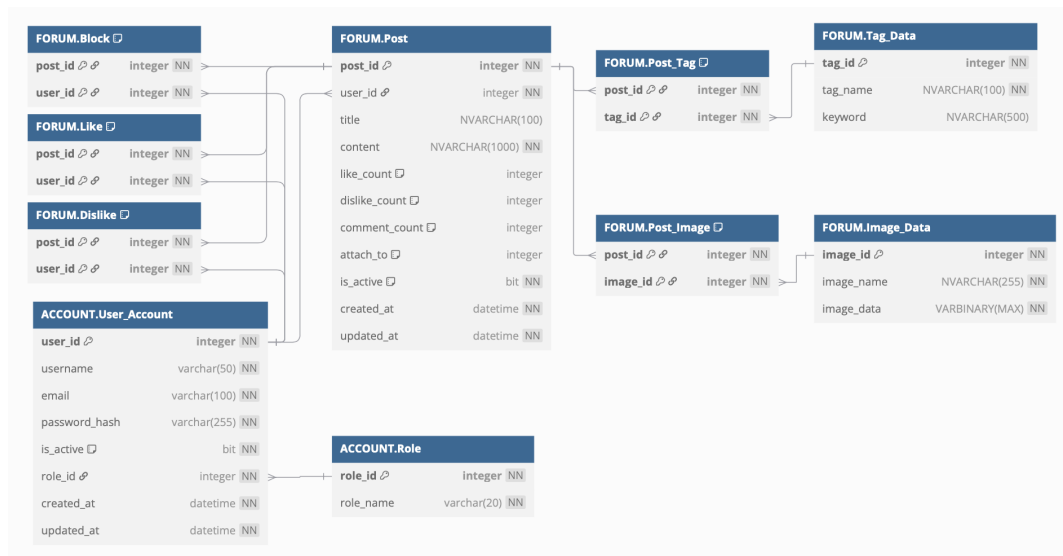 FORUM.Block
post_id integer NN
user_id integer NN
FORUM.Like
post_id integer NN
user_id integer NN
FORUM.Dislike
post_id integer NN
user_id integer NN
ACCOUNT.User_Account
user_id integer NN
username varchar(50) NN
email varchar(100) NN
password_hash varchar(255) NN
is_active bit NN
role_id integer NN
created_at datetime NN
updated_at datetime NN
FORUM.Post
post_id integer NN
user_id integer NN
title NVARCHAR(100)
content NVARCHAR(1000) NN
like_count integer
dislike_count integer
comment_count integer
attach_to integer
is_active bit NN
created_at datetime NN
updated_at datetime NN
ACCOUNT.Role
role_id integer NN
role_name varchar(20) NN
FORUM.Post_Tag
post_id integer NN
tag_id integer NN
FORUM.Post_Image
post_id integer NN
image_id integer NN
FORUM.Tag_Data
tag_id integer NN
tag_name NVARCHAR(100) NN
keyword NVARCHAR(500)
FORUM.Image_Data
image_id integer NN
image_name NVARCHAR(255) NN
image_data VARBINARY(MAX) NN